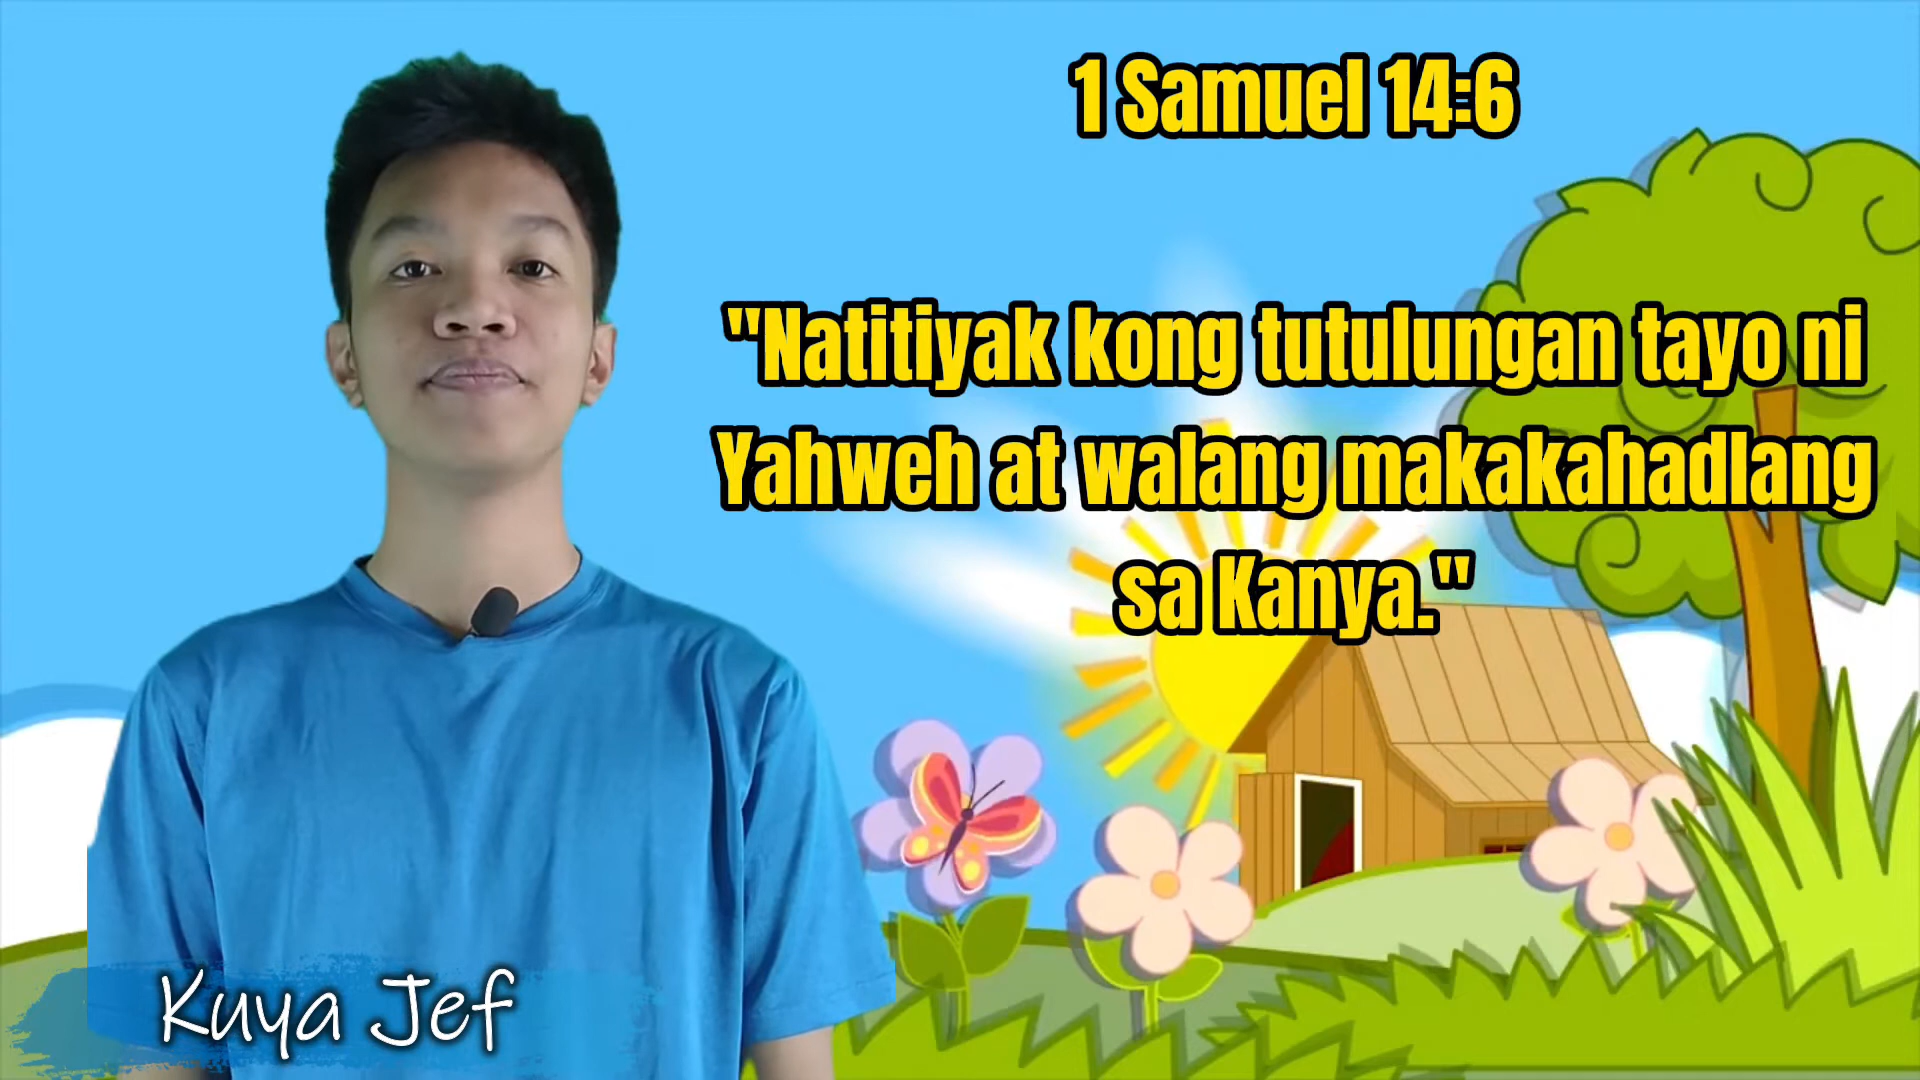 1 Samuel 14:6
"Natitiyak kong tutulungan tayo ni
Yahweh at walang makakahadlang
sa Kanya."
Kuya Jef